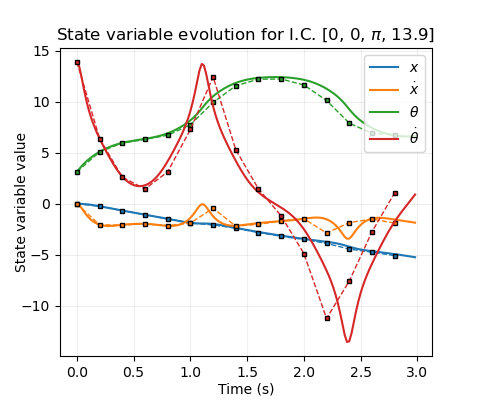 State variable evolution for I.C. [0, 0, π, 13.9]
State variable value
15
10
5
0
−5
−10
x
ẋ
θ
θ̇
0.0 0.5 1.0 1.5 2.0 2.5 3.0
Time (s)